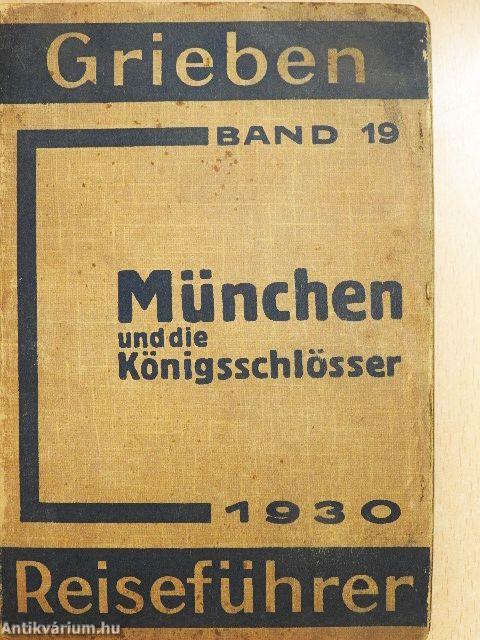 Grieben
BAND 19
München
und die
Königsschlösser
1930
Reiseführer
Antikvárium.hu